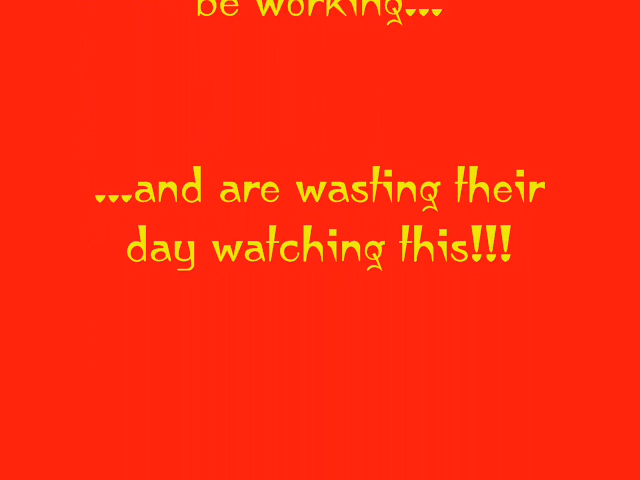 be working...
...and are wasting their
day watching this!!!